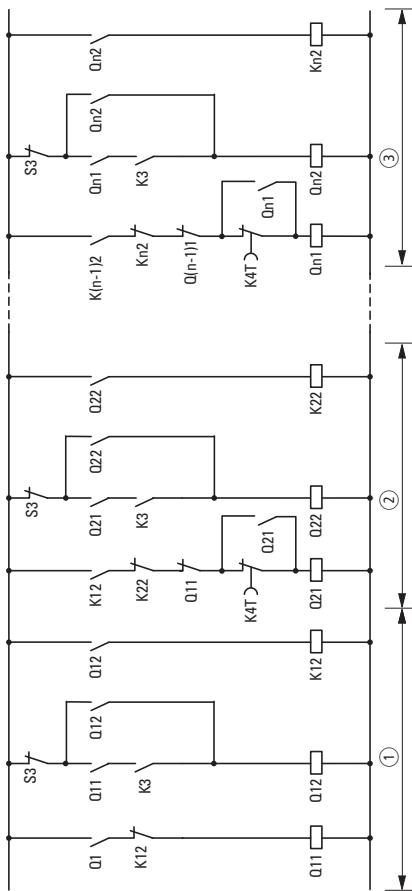 Q1
K12
Q11
S3
Q11
K3
Q12
Q12
Q12
K12
1
K12
K22
Q11
K4T
Q21
Q21
S3
Q21
K3
Q22
Q22
Q22
K22
2
K(n-1)2
Kn2
Q(n-1)1
K4T
Qn1
Qn1
S3
Qn1
K3
Qn2
Qn2
Qn2
Kn2
3